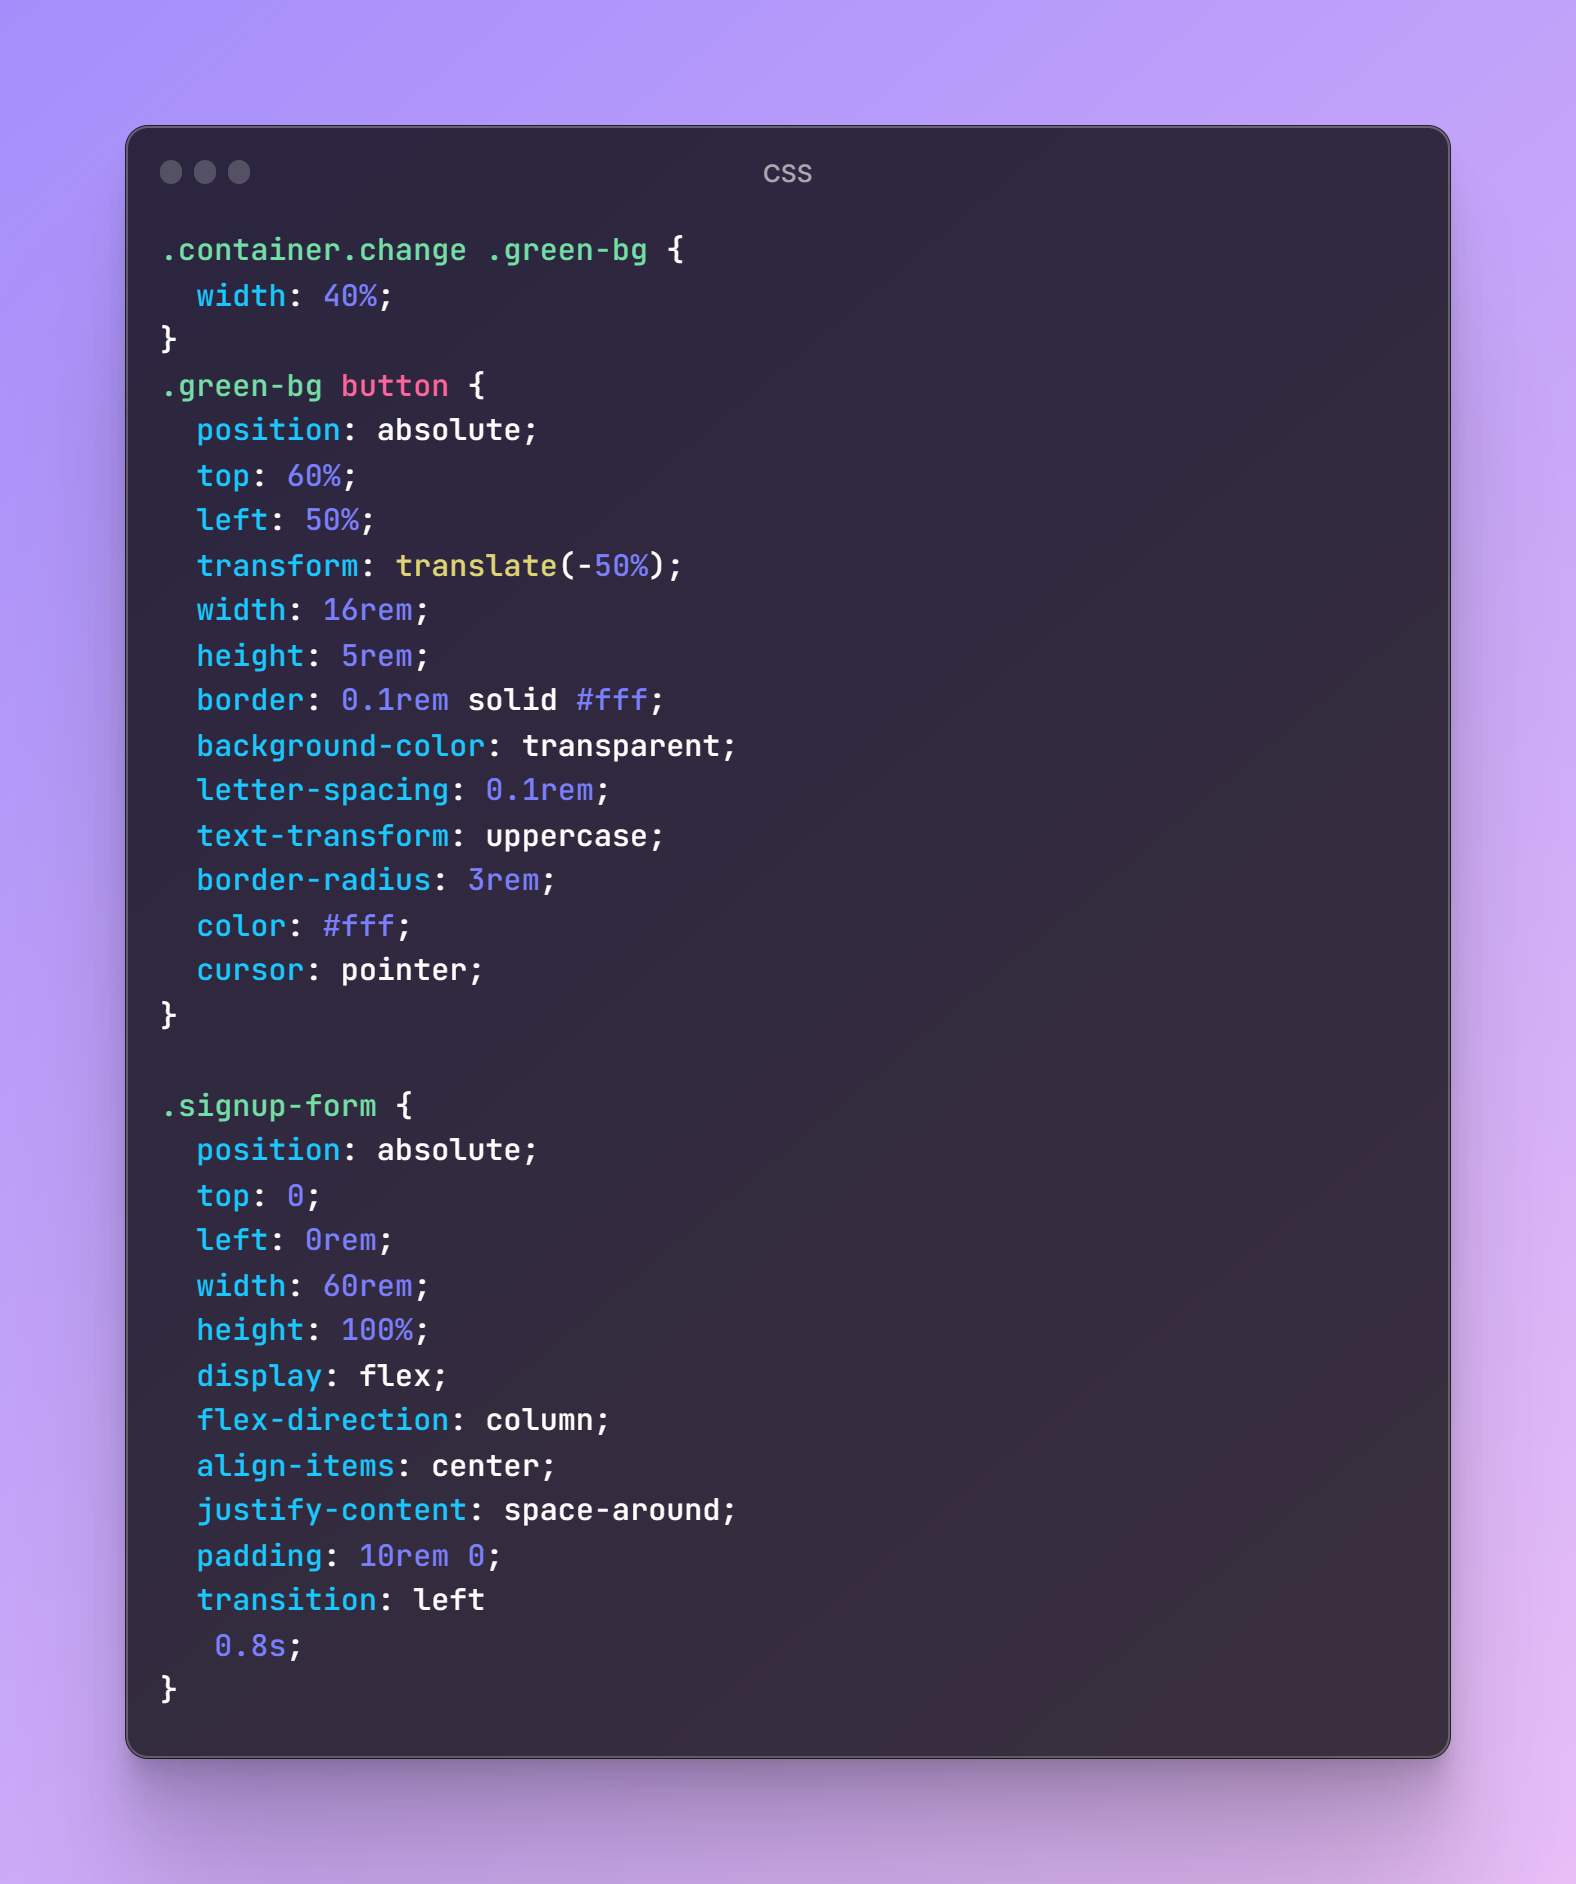 css
.container.change .green-bg {
  width: 40%;
}
.green-bg button {
  position: absolute;
  top: 60%;
  left: 50%;
  transform: translate(-50%);
  width: 16rem;
  height: 5rem;
  border: 0.1rem solid #fff;
  background-color: transparent;
  letter-spacing: 0.1rem;
  text-transform: uppercase;
  border-radius: 3rem;
  color: #fff;
  cursor: pointer;
}

.signup-form {
  position: absolute;
  top: 0;
  left: 0rem;
  width: 60rem;
  height: 100%;
  display: flex;
  flex-direction: column;
  align-items: center;
  justify-content: space-around;
  padding: 10rem 0;
  transition: left
   0.8s;
}